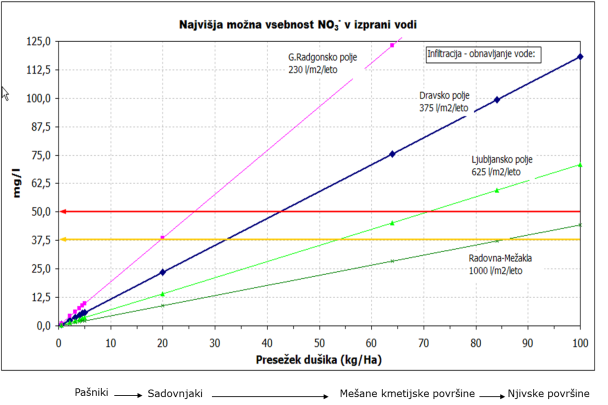 Najvišja možna vsebnost NO3- v izprani vodi
125,0
112,5
100,0
87,5
75,0
62,5
50,0
37,5
25,0
12,5
0,0
mg/l
G.Radgonsko polje
230 l/m2/leto
Infiltracija - obnavljanje vode:
Dravsko polje
375 l/m2/leto
Ljubljansko polje
625 l/m2/leto
Radovna-Mežakla
1000 l/m2/leto
0 10 20 30 40 50 60 70 80 90 100
Presežek dušika (kg/Ha)
Pašniki Sadovnjaki Mešane kmetijske površine Njivske površine